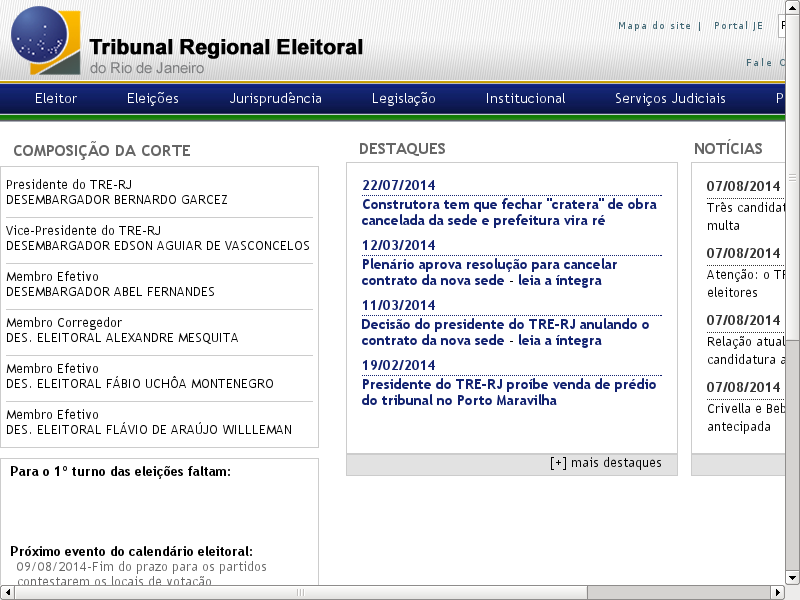 Mapa do site | Portal JE
Tribunal Regional Eleitoral
do Rio de Janeiro
Fale
Eleitor Eleições Jurisprudência Legislação Institucional Serviços Judiciais P
COMPOSIÇÃO DA CORTE
Presidente do TRE-RJ
DESEMBARGADOR BERNARDO GARCEZ
Vice-Presidente do TRE-RJ
DESEMBARGADOR EDSON AGUIAR DE VASCONCELOS
Membro Efetivo
DESEMBARGADOR ABEL FERNANDES
Membro Corregedor
DES. ELEITORAL ALEXANDRE MESQUITA
Membro Efetivo
DES. ELEITORAL FÁBIO UCHÔA MONTENEGRO
Membro Efetivo
DES. ELEITORAL FLÁVIO DE ARAÚJO WILLLEMAN
Para o 1º turno das eleições faltam:
Próximo evento do calendário eleitoral:
09/08/2014-Fim do prazo para os partidos
contestarem os locais de votação
DESTAQUES
22/07/2014
Construtora tem que fechar "cratera" de obra
cancelada da sede e prefeitura vira ré
12/03/2014
Plenário aprova resolução para cancelar
contrato da nova sede - leia a íntegra
11/03/2014
Decisão do presidente do TRE-RJ anulando o
contrato da nova sede - leia a íntegra
19/02/2014
Presidente do TRE-RJ proíbe venda de prédio
do tribunal no Porto Maravilha
[+] mais destaques
NOTÍCIAS
07/08/2014
Três candidat
multa
07/08/2014
Atenção: o TR
eleitores
07/08/2014
Relação atual
candidatura a
07/08/2014
Crivella e Beb
antecipada